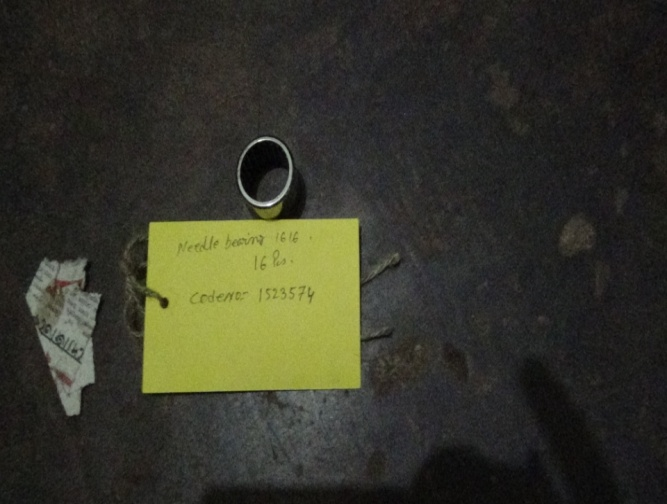 Needle bearing 1616.
16 Pcs.
Code no:- 1523574